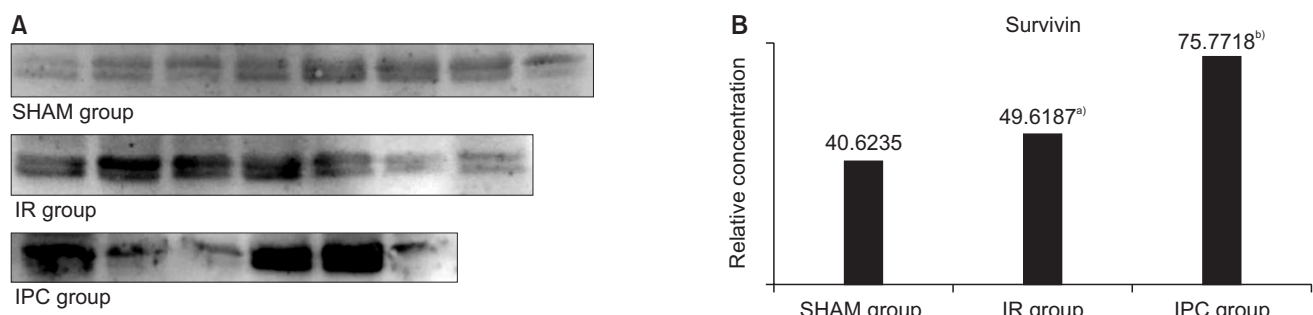 A
SHAM group
IR group
IPC group
B
Survivin
Relative concentration
40.6235
49.6187a)
75.7718b)
SHAM group
IR group
IPC group